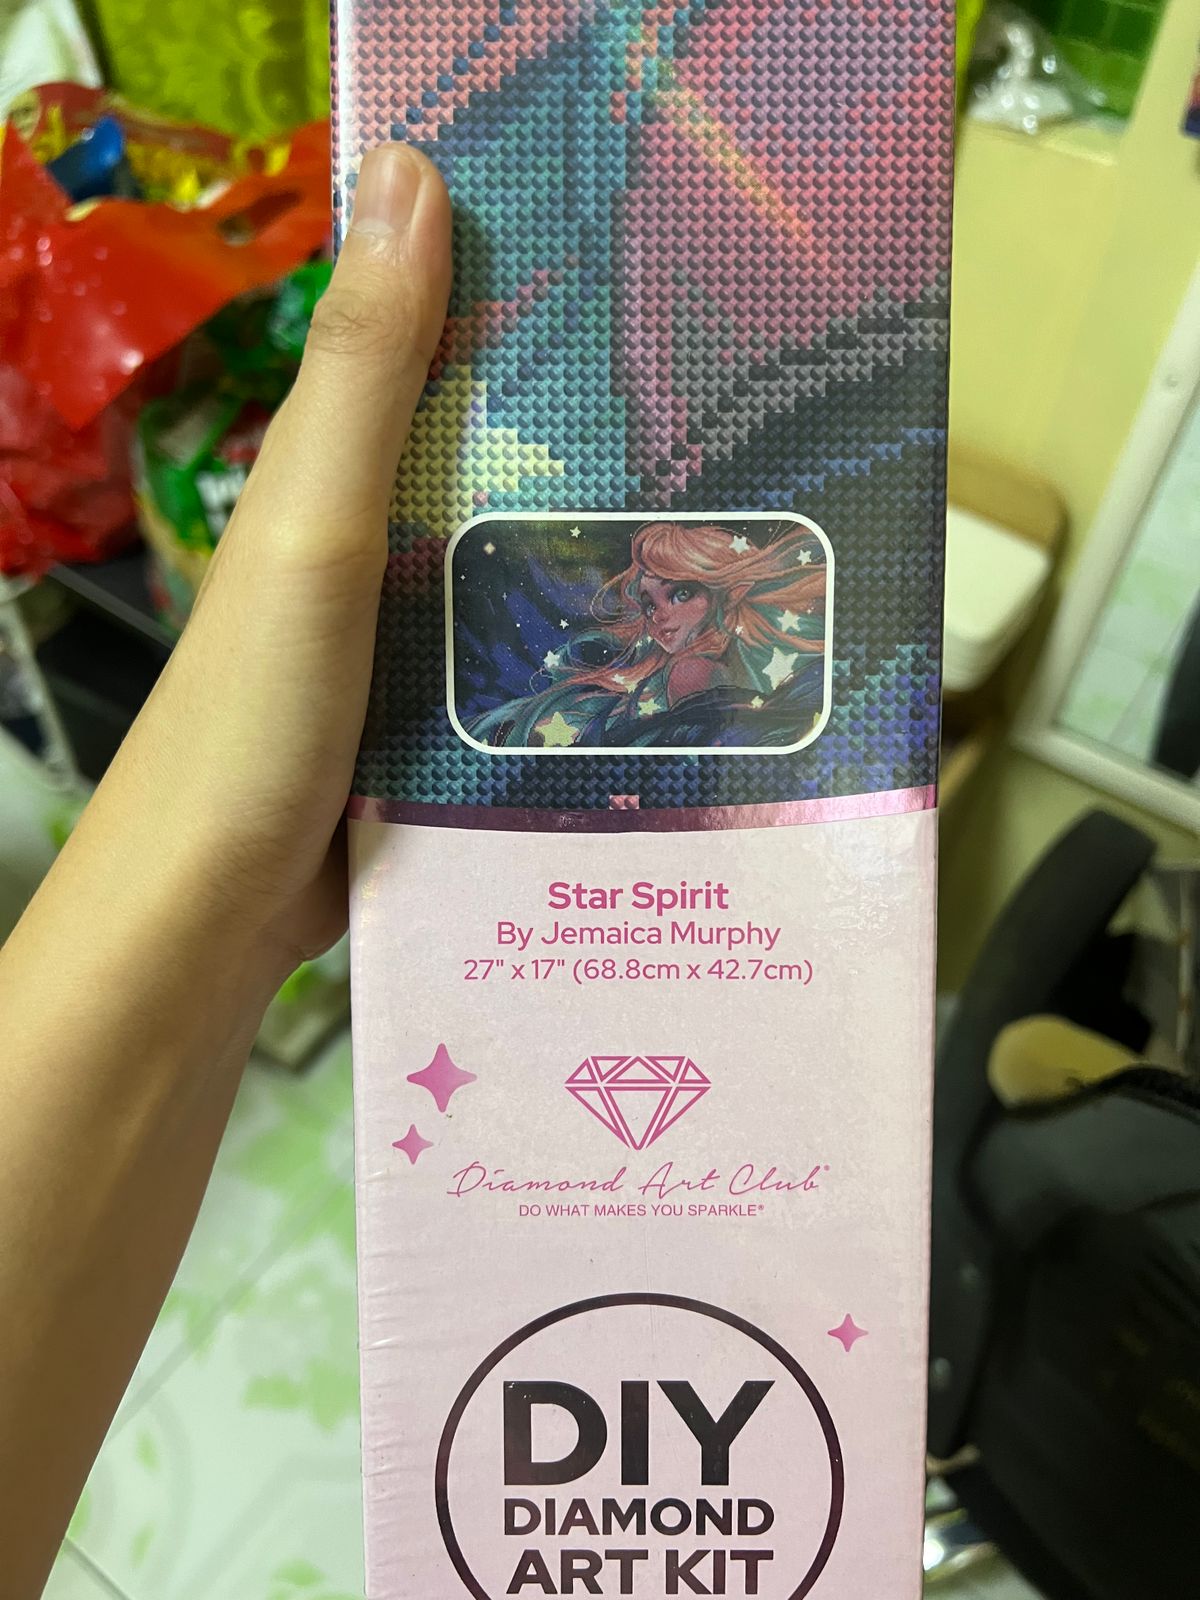 Star Spirit
By Jemaica Murphy
27" x 17" (68.8cm x 42.7cm)
Diamond Art Club®
DO WHAT MAKES YOU SPARKLE®
DIY
DIAMOND
ART KIT